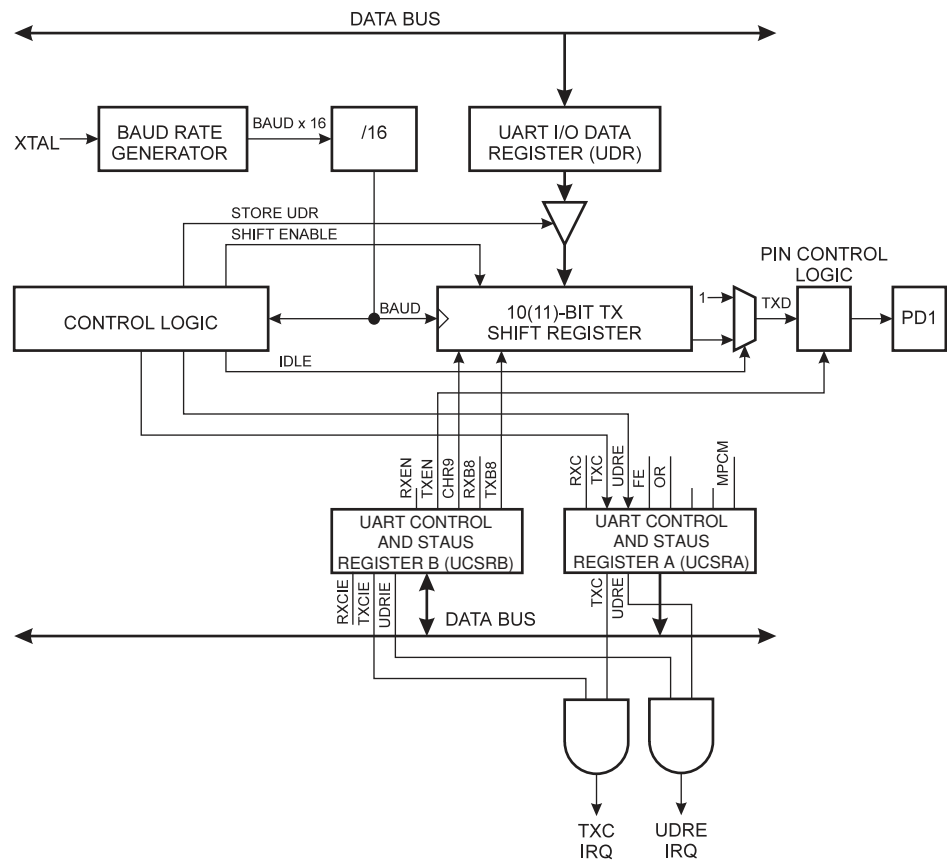 DATA BUS
XTAL
BAUD RATE
GENERATOR
BAUD x 16
/16
UART I/O DATA
REGISTER (UDR)
STORE UDR
SHIFT ENABLE
PIN CONTROL
LOGIC
CONTROL LOGIC
BAUD
10(11)-BIT TX
SHIFT REGISTER
1
TXD
PD1
IDLE
RXEN
TXEN
CHR9
RXB8
TXB8
RXC
TXC
UDRE
FE
OR
MPCM
UART CONTROL
AND STAUS
REGISTER B (UCSRB)
UART CONTROL
AND STAUS
REGISTER A (UCSRA)
RXCIE
TXCIE
UDRIE
TXC
UDRE
DATA BUS
TXC
IRQ
UDRE
IRQ